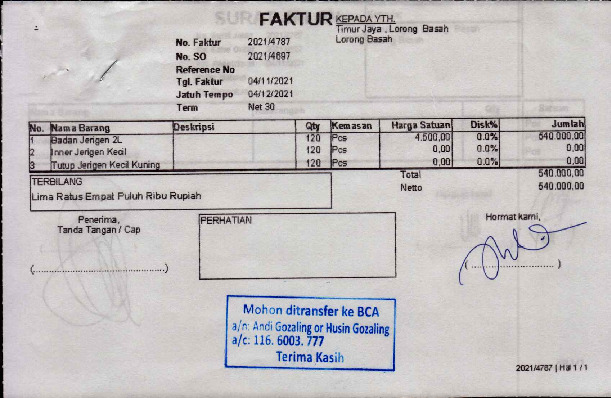 FAKTUR
KEPADA YTH.
Timur Jaya , Lorong Basah
Lorong Basah
No. Faktur 2021/4787
No. SO 2021/4697
Reference No
Tgl. Faktur 04/11/2021
Jatuh Tempo 04/12/2021
Term Net 30
No. Nama Barang Deskripsi Qty Kemasan Harga Satuan Disk% Jumlah
1 Badan Jerigen 2L 120 Pcs 4.500,00 0.0% 540.000,00
2 Inner Jerigen Kecil 120 Pcs 0,00 0.0% 0,00
3 Tutup Jerigen Kecil Kuning 120 Pcs 0,00 0.0% 0,00
Total 540.000,00
Netto 540.000,00
TERBILANG
Lima Ratus Empat Puluh Ribu Rupiah
Penerima,
Tanda Tangan / Cap
(..............................)
PERHATIAN
Hormat kami,
(..............................)
Mohon ditransfer ke BCA
a/n: Andi Gozaling or Husin Gozaling
a/c: 116. 6003. 777
Terima Kasih
2021/4787 | Hal 1 / 1